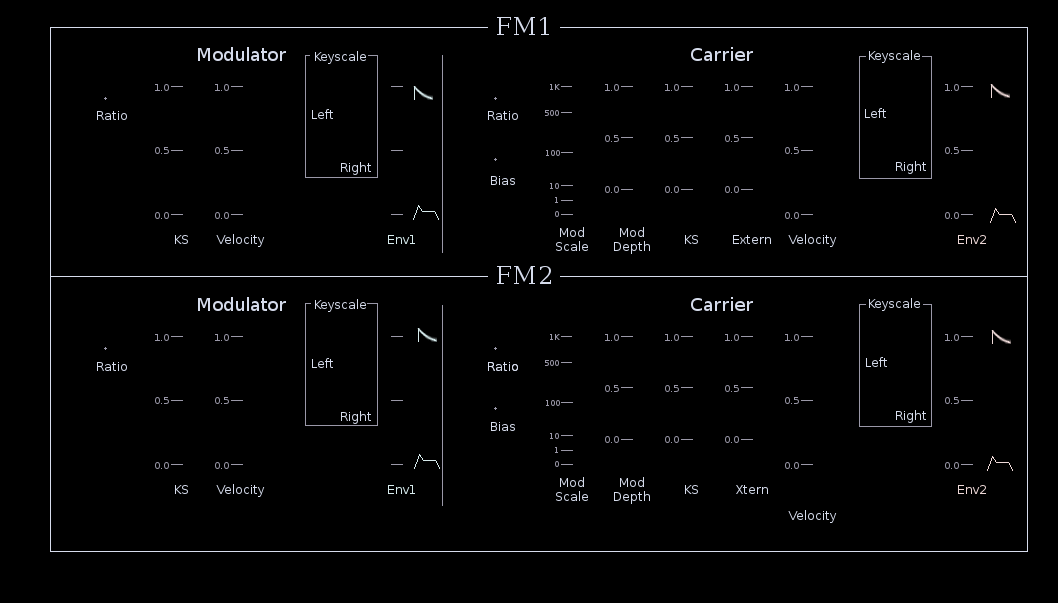 FM1
Modulator
Keyscale
Left
Right
Ratio
1.0 1.0
0.5 0.5
0.0 0.0
KS Velocity Env1
Carrier
Keyscale
Left
Right
Ratio
Bias
1K 1.0 1.0 1.0 1.0 1.0
500
0.5 0.5 0.5
100 0.5 0.5
10 0.0 0.0 0.0
1
0 0.0 0.0
Mod Scale
Mod Depth
KS Extern Velocity Env2
FM2
Modulator
Keyscale
Left
Right
Ratio
1.0 1.0
0.5 0.5
0.0 0.0
KS Velocity Env1
Carrier
Keyscale
Left
Right
Ratio
Bias
1K 1.0 1.0 1.0 1.0 1.0
500
0.5 0.5 0.5
100 0.5 0.5
10 0.0 0.0 0.0
1
0 0.0 0.0
Mod Scale
Mod Depth
KS Xtern Env2
Velocity